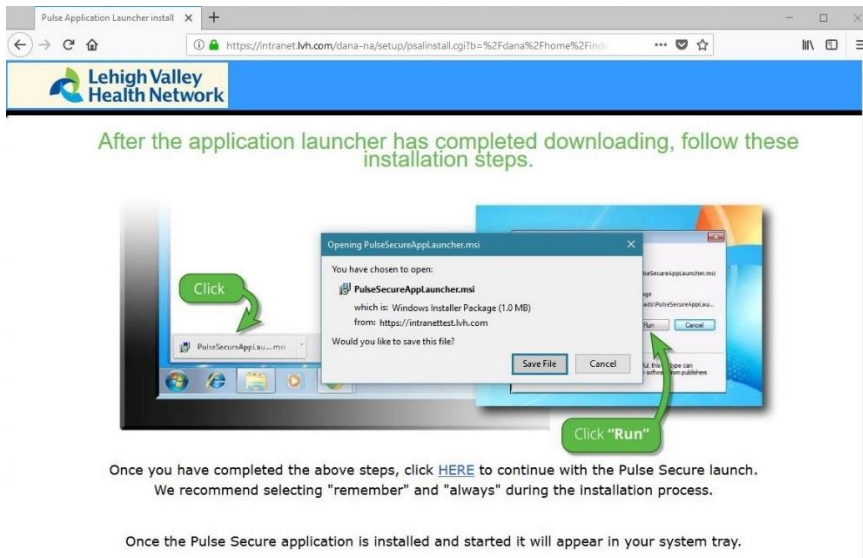 Pulse Application Launcher install
https://intranet.lvh.com/dana-na/setup/psalinstall.cgi?b=%2Fdana%2Fhome%2Find
Lehigh Valley
Health Network
After the application launcher has completed downloading, follow these
installation steps.
Click
PulseSecureAppLau....msi
Opening PulseSecureAppLauncher.msi
You have chosen to open:
PulseSecureAppLauncher.msi
which is: Windows Installer Package (1.0 MB)
from: https://intranettest.lvh.com
Would you like to save this file?
Save File
Cancel
Run
Cancel
software from publishers
Click "Run"
Once you have completed the above steps, click HERE to continue with the Pulse Secure launch.
We recommend selecting "remember" and "always" during the installation process.
Once the Pulse Secure application is installed and started it will appear in your system tray.